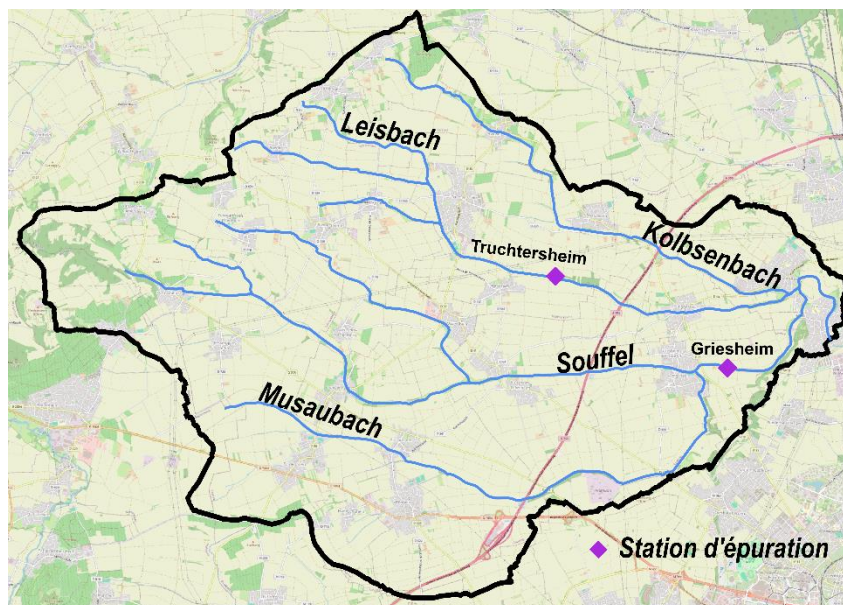 Leisbach
Kolbsenbach
Truchtersheim
Souffel
Griesheim
Musaubach
Station d'épuration